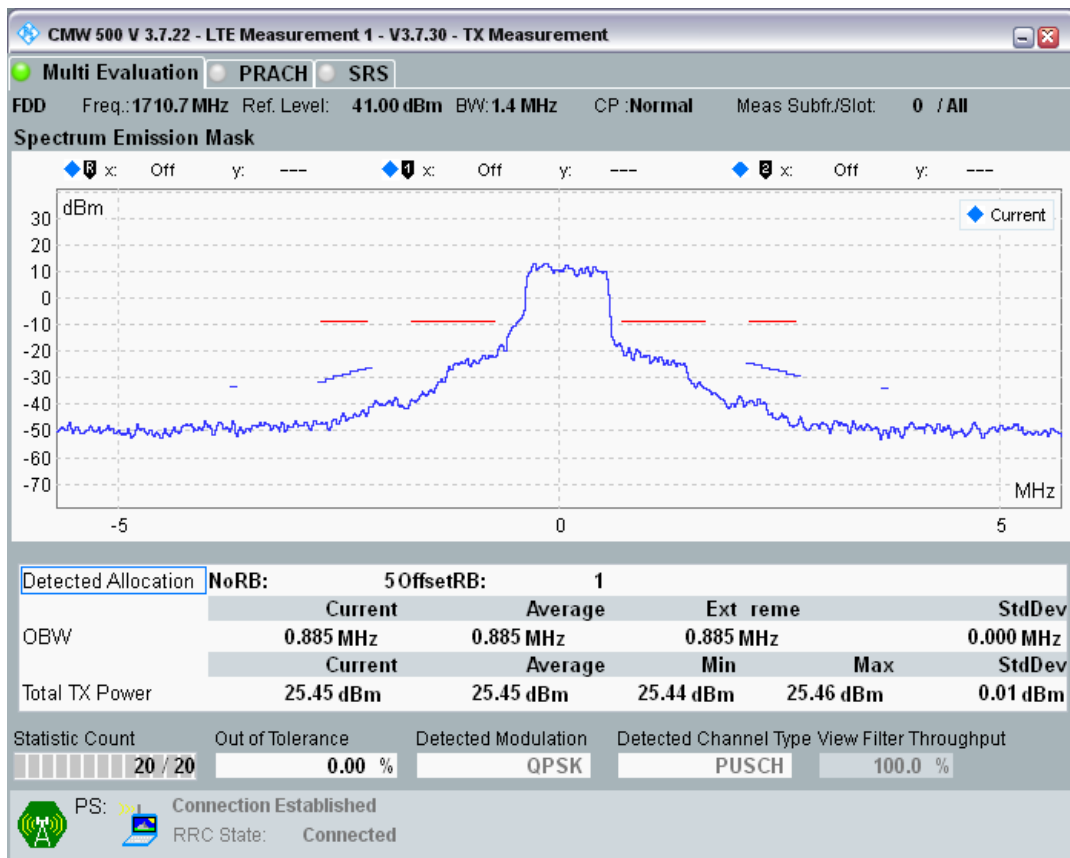 CMW 500 V 3.7.22 - LTE Measurement 1 - V3.7.30 - TX Measurement
Multi Evaluation PRACH SRS
FDD Freq.:1710.7MHz Ref. Level: 41.00 dBm BW:1.4 MHz CP :Normal Meas Subfr./Slot: 0 / All
Spectrum Emission Mask
R x: Off y: --- 1 x: Off y: --- 2 x: Off y: ---
dBm
Current
30
20
10
0
-10
-20
-30
-40
-50
-60
-70
MHz
-5 0 5
Detected Allocation NoRB: 5 OffsetRB: 1
Current Average Ext reme StdDev
OBW 0.885 MHz 0.885 MHz 0.885 MHz 0.000 MHz
Current Average Min Max StdDev
Total TX Power 25.45 dBm 25.45 dBm 25.44 dBm 25.46 dBm 0.01 dBm
Statistic Count Out of Tolerance Detected Modulation Detected Channel Type View Filter Throughput
20 / 20 0.00 % QPSK PUSCH 100.0 %
PS: Connection Established
RRC State: Connected